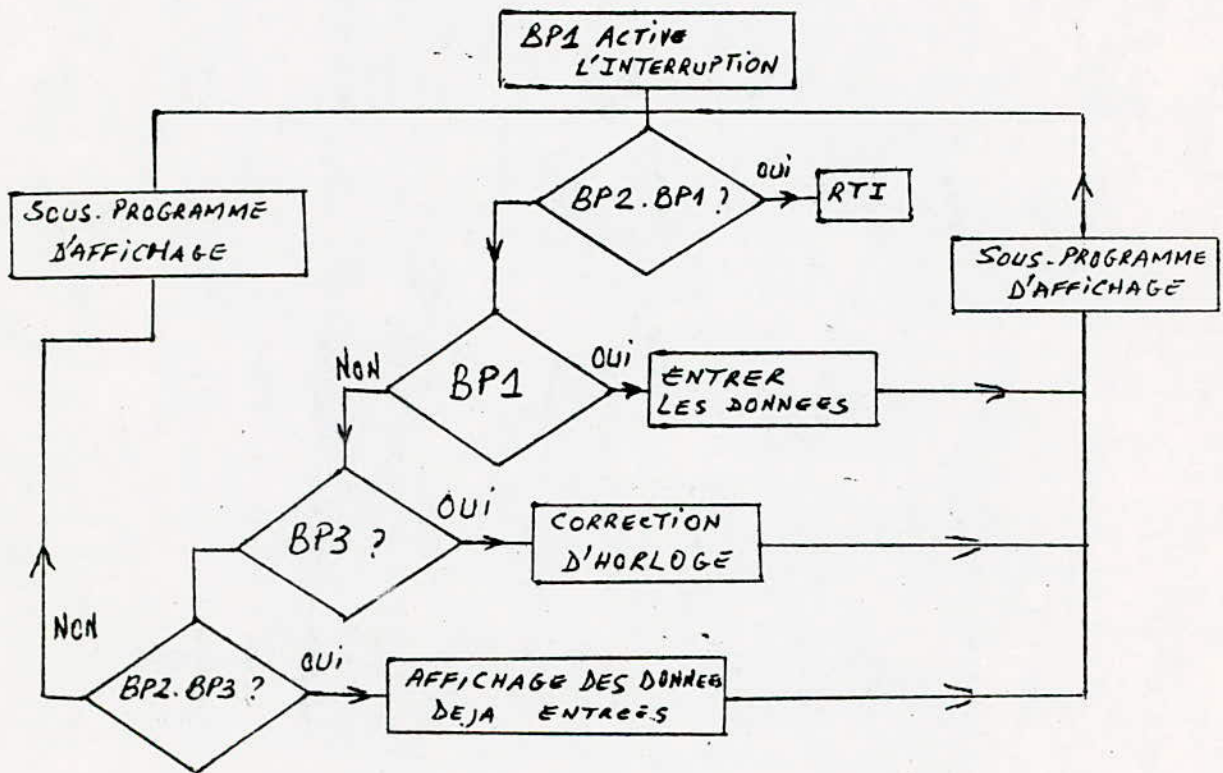 BP1 ACTIVE
L'INTERRUPTION
BP2.BP1 ?
OUI
RTI
SOUS.PROGRAMME
D'AFFICHAGE
SOUS-PROGRAMME
D'AFFICHAGE
NON
BP1
OUI
ENTRER
LES DONNEES
BP3 ?
OUI
CORRECTION
D'HORLOGE
NON
BP2.BP3 ?
OUI
AFFICHAGE DES DONNEES
DEJA ENTREÉS